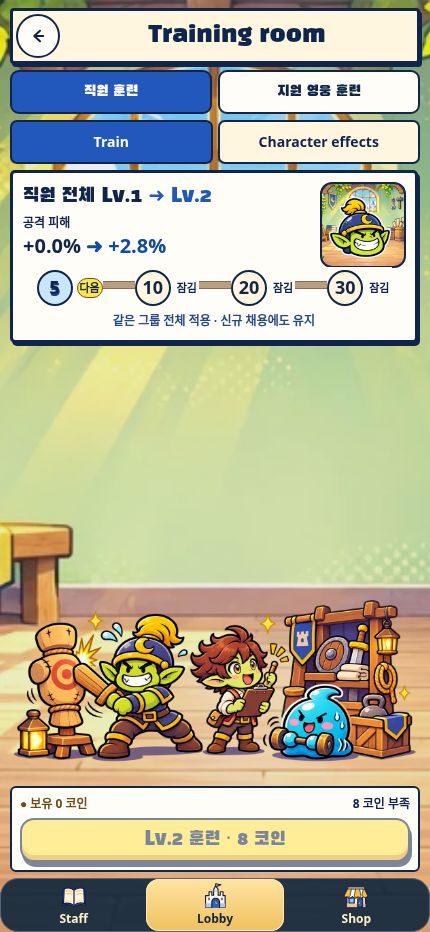 Training room
직원 훈련
지원 영웅 훈련
Train
Character effects
직원 전체 Lv.1 → Lv.2
공격 피해
+0.0% → +2.8%
5 다음 10 잠김 20 잠김 30 잠김
같은 그룹 전체 적용 · 신규 채용에도 유지
● 보유 0 코인
8 코인 부족
Lv.2 훈련 · 8 코인
Staff
Lobby
Shop